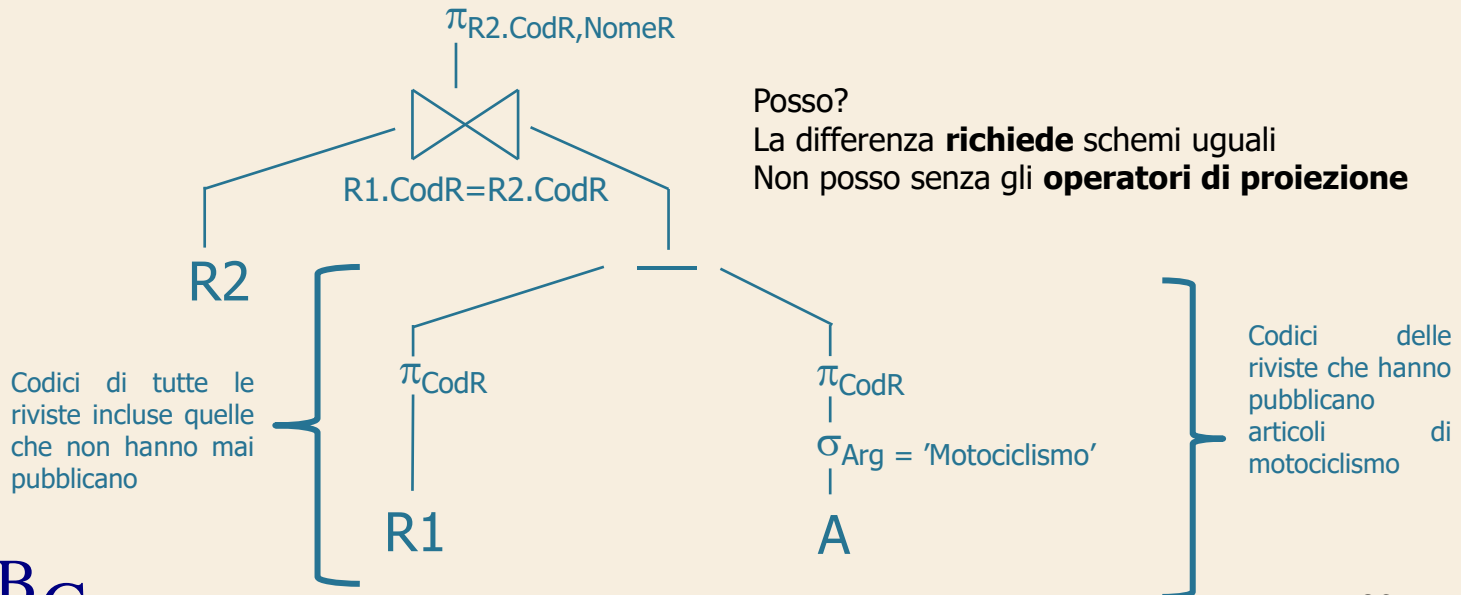 πR2.CodR,NomeR
Posso?
La differenza richiede schemi uguali
Non posso senza gli operatori di proiezione
R1.CodR=R2.CodR
R2
Codici di tutte le
riviste incluse quelle
che non hanno mai
pubblicano
πCodR
R1
πCodR
σArg = ’Motociclismo’
A
Codici delle
riviste che hanno
pubblicano
articoli di
motociclismo